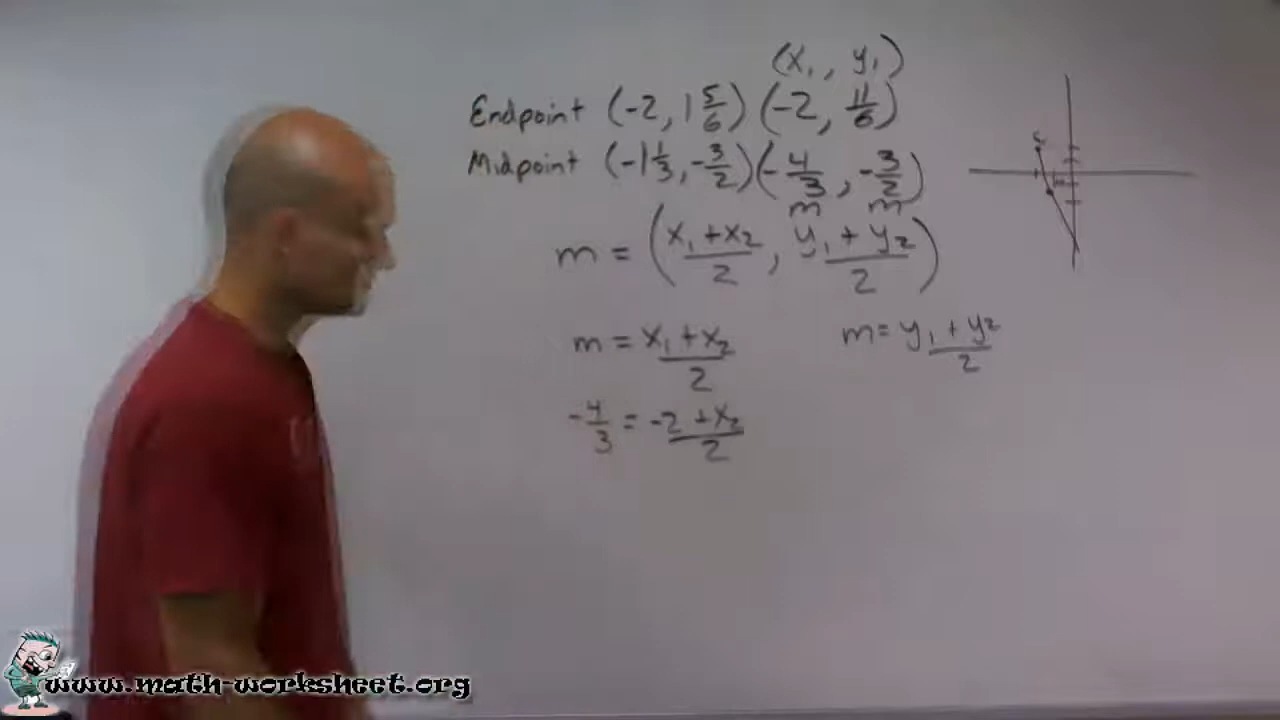 (x₁, y₁)
Endpoint (-2, 1 5/6) (-2, 11/6)
Midpoint (-1 1/3, -3/2) (-4/3, -3/2)
m m
m = (x₁ + x₂/2, y₁ + y₂/2)
m = x₁ + x₂/2
m = y₁ + y₂/2
-4/3 = -2 + x₂/2
www.math-worksheet.org